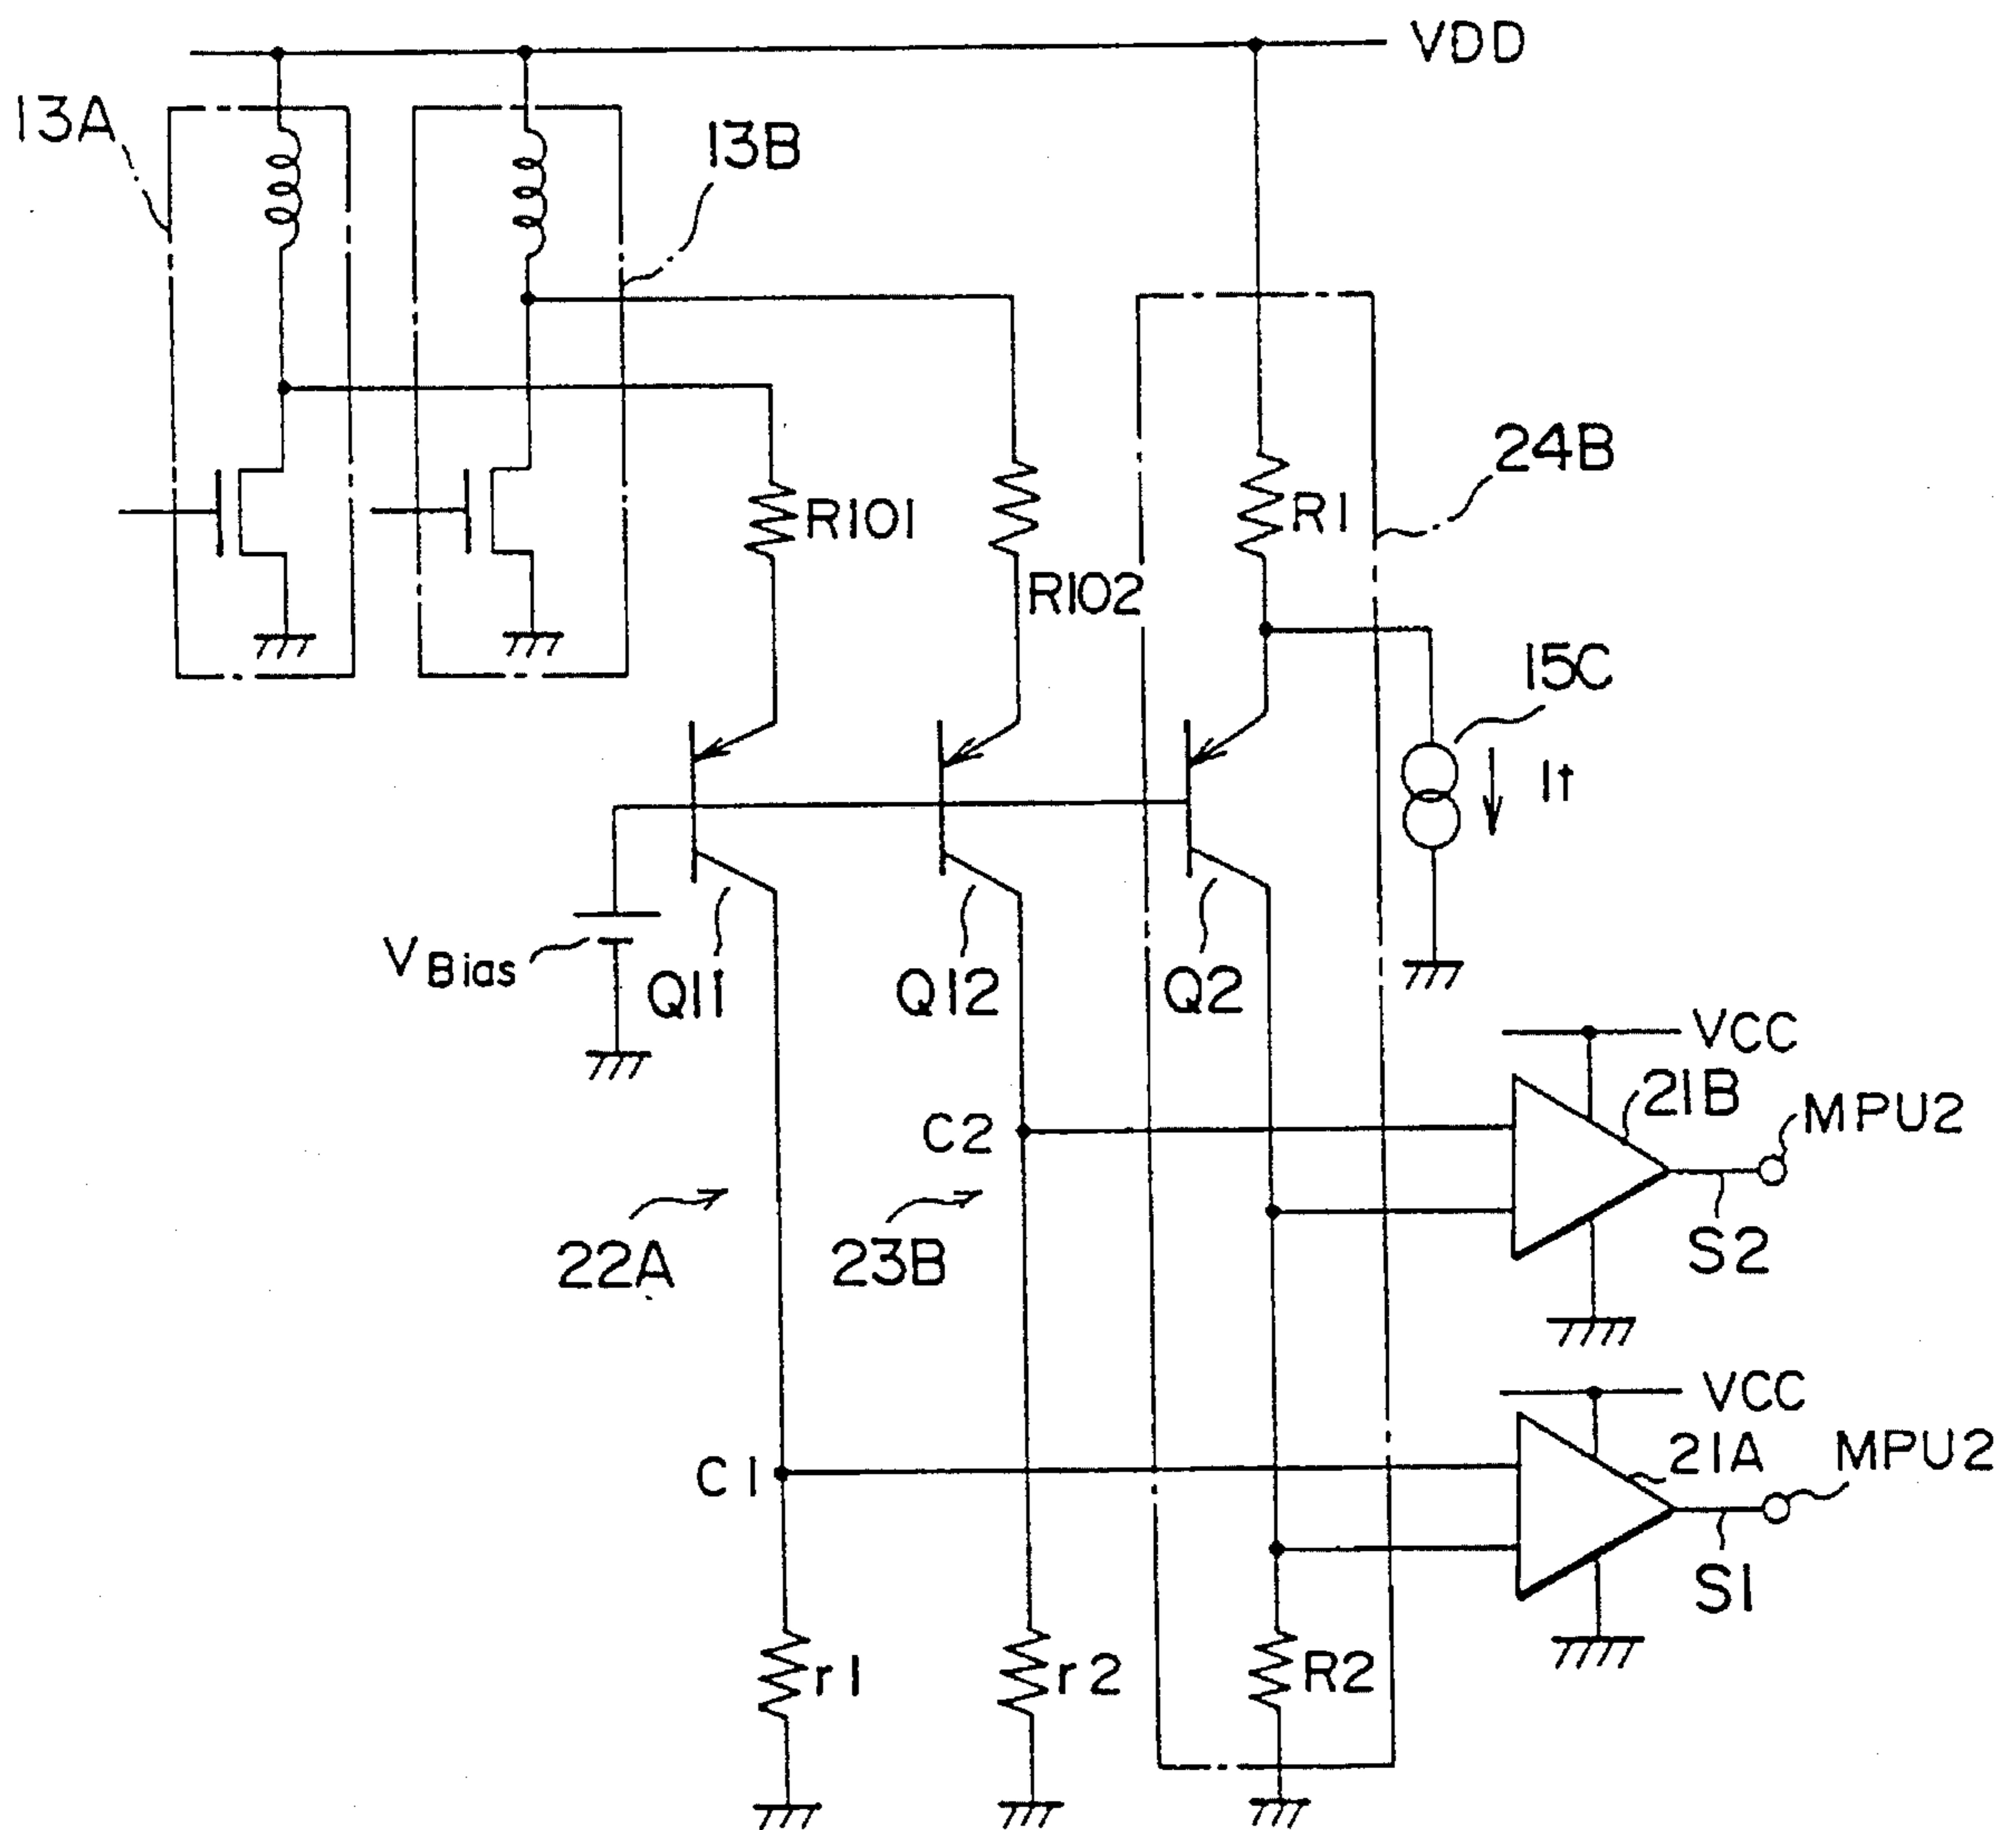 VDD
13A
13B
24B
R101
R1
R102
15C
It
VBias
Q11
Q12
Q2
VCC
21B
MPU2
C2
S2
22A
23B
VCC
21A
MPU2
C1
S1
r1
r2
R2